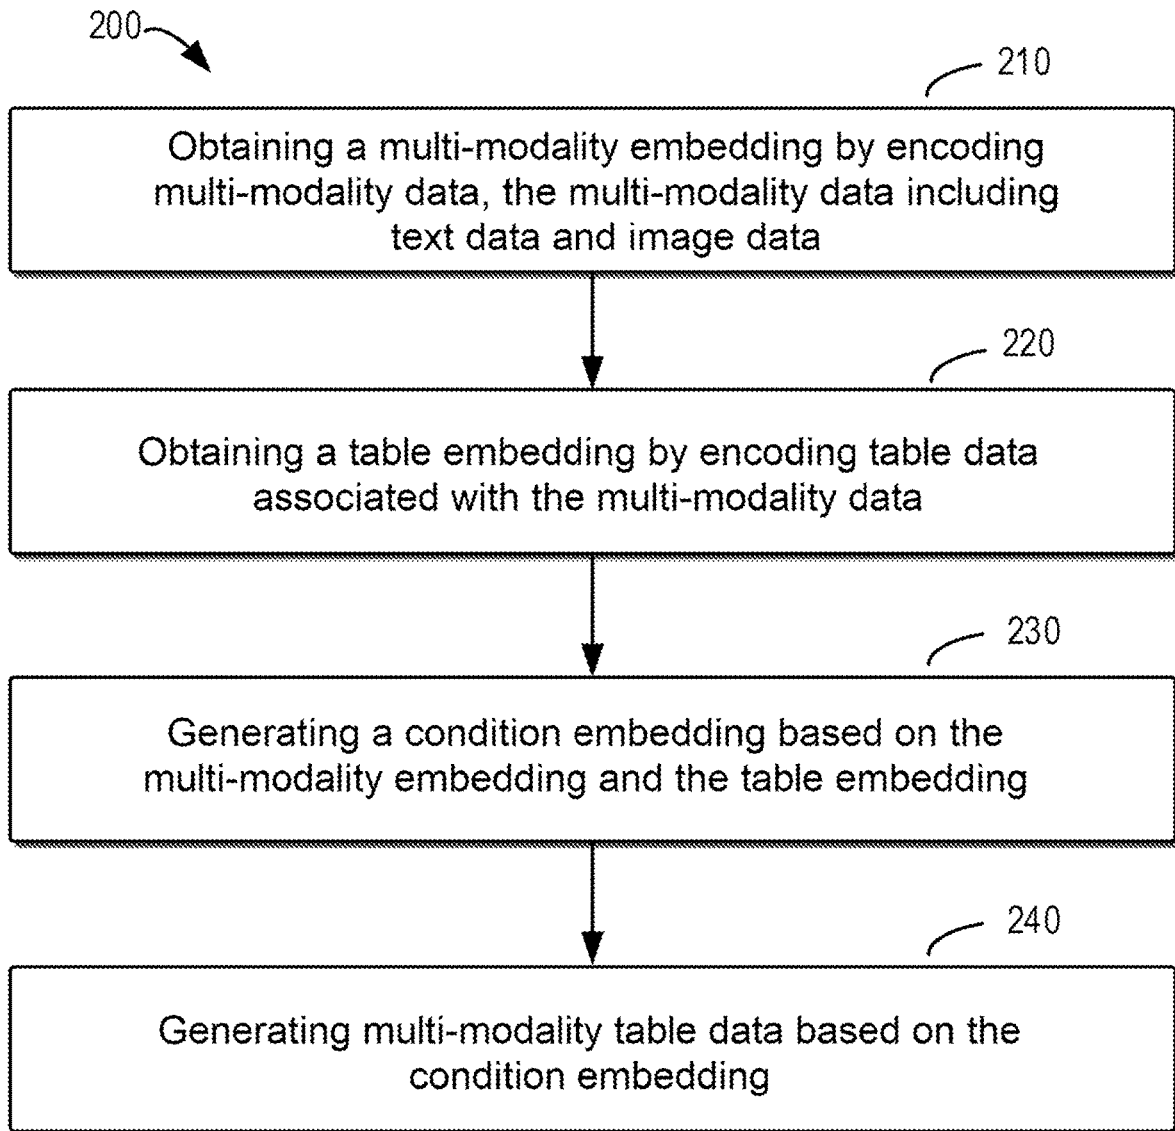 200
210
Obtaining a multi-modality embedding by encoding
multi-modality data, the multi-modality data including
text data and image data
220
Obtaining a table embedding by encoding table data
associated with the multi-modality data
230
Generating a condition embedding based on the
multi-modality embedding and the table embedding
240
Generating multi-modality table data based on the
condition embedding